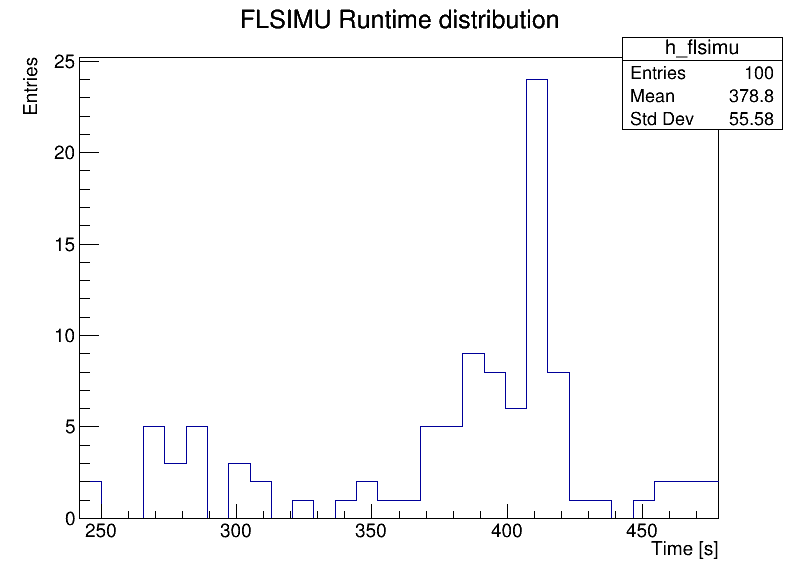 FLSIMU Runtime distribution
h_flsimu
Entries 100
Mean 378.8
Std Dev 55.58
Entries
25
20
15
10
5
0
250 300 350 400 450
Time [s]